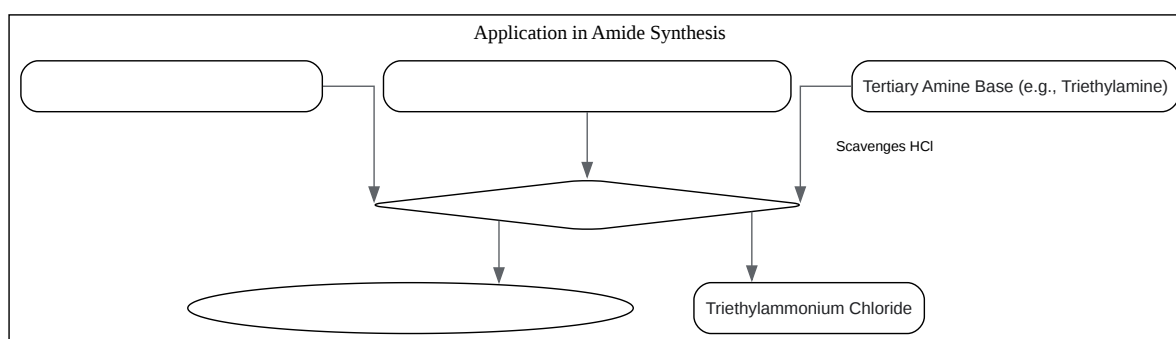 Application in Amide Synthesis
Tertiary Amine Base (e.g., Triethylamine)
Scavenges HCl
Triethylammonium Chloride